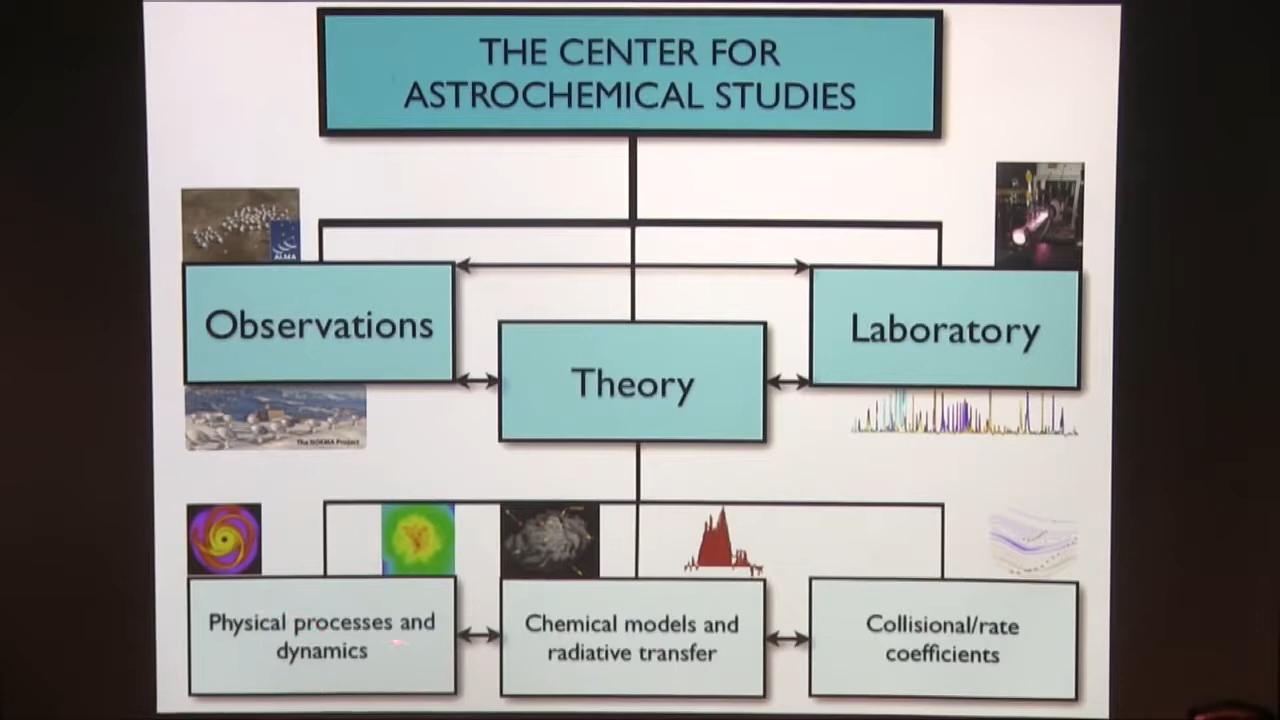 THE CENTER FOR
ASTROCHEMICAL STUDIES
ALMA
Observations
Laboratory
Theory
The NOEMA Project
Physical processes and
dynamics
Chemical models and
radiative transfer
Collisional/rate
coefficients